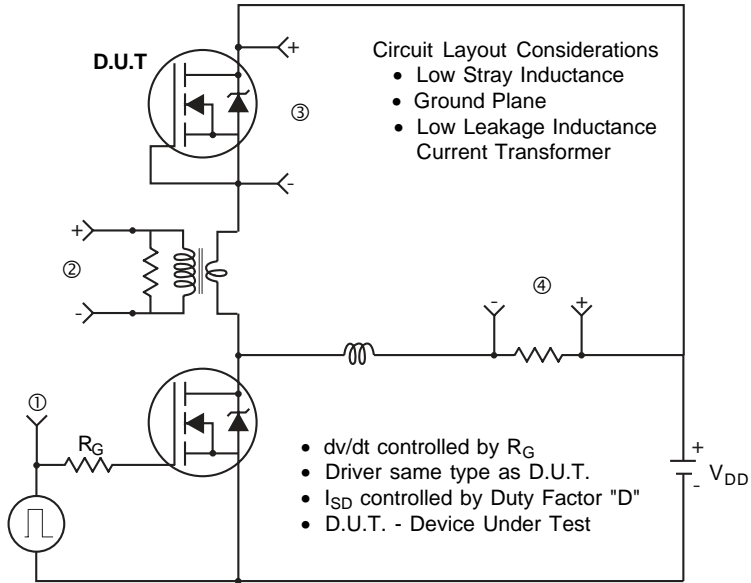 D.U.T
+
③
-
Circuit Layout Considerations
• Low Stray Inductance
• Ground Plane
• Low Leakage Inductance
Current Transformer
+
②
-
-
④
+
①
R_G
• dv/dt controlled by R_G
• Driver same type as D.U.T.
• I_SD controlled by Duty Factor "D"
• D.U.T. - Device Under Test
+
V_DD
-